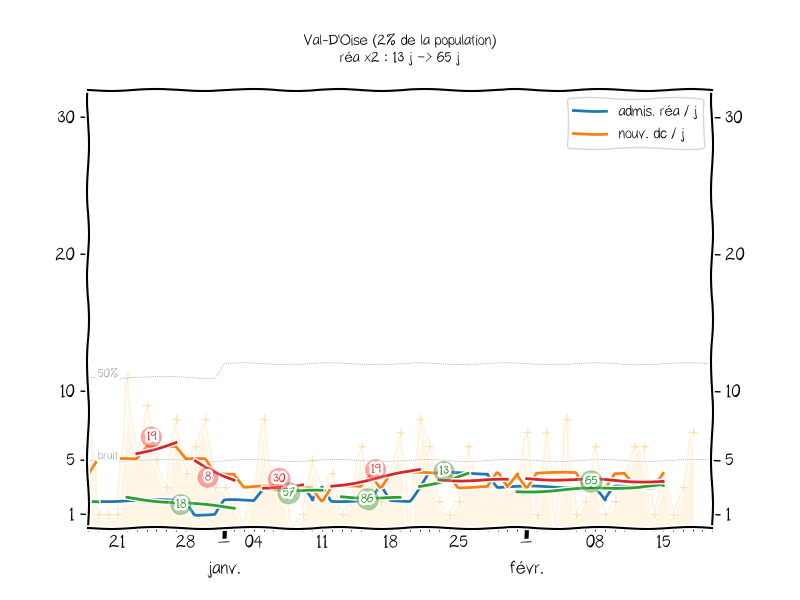 Val-D'Oise (2% de la population)
réa x2 : 13 j -> 65 j
admis. réa / j
nouv. dc / j
30 30
20 20
50%
10 10
19
bruit
5 5
8 30 19 13
18 57 86 65
1 1
21 28 04 11 18 25 08 15
janv. févr.